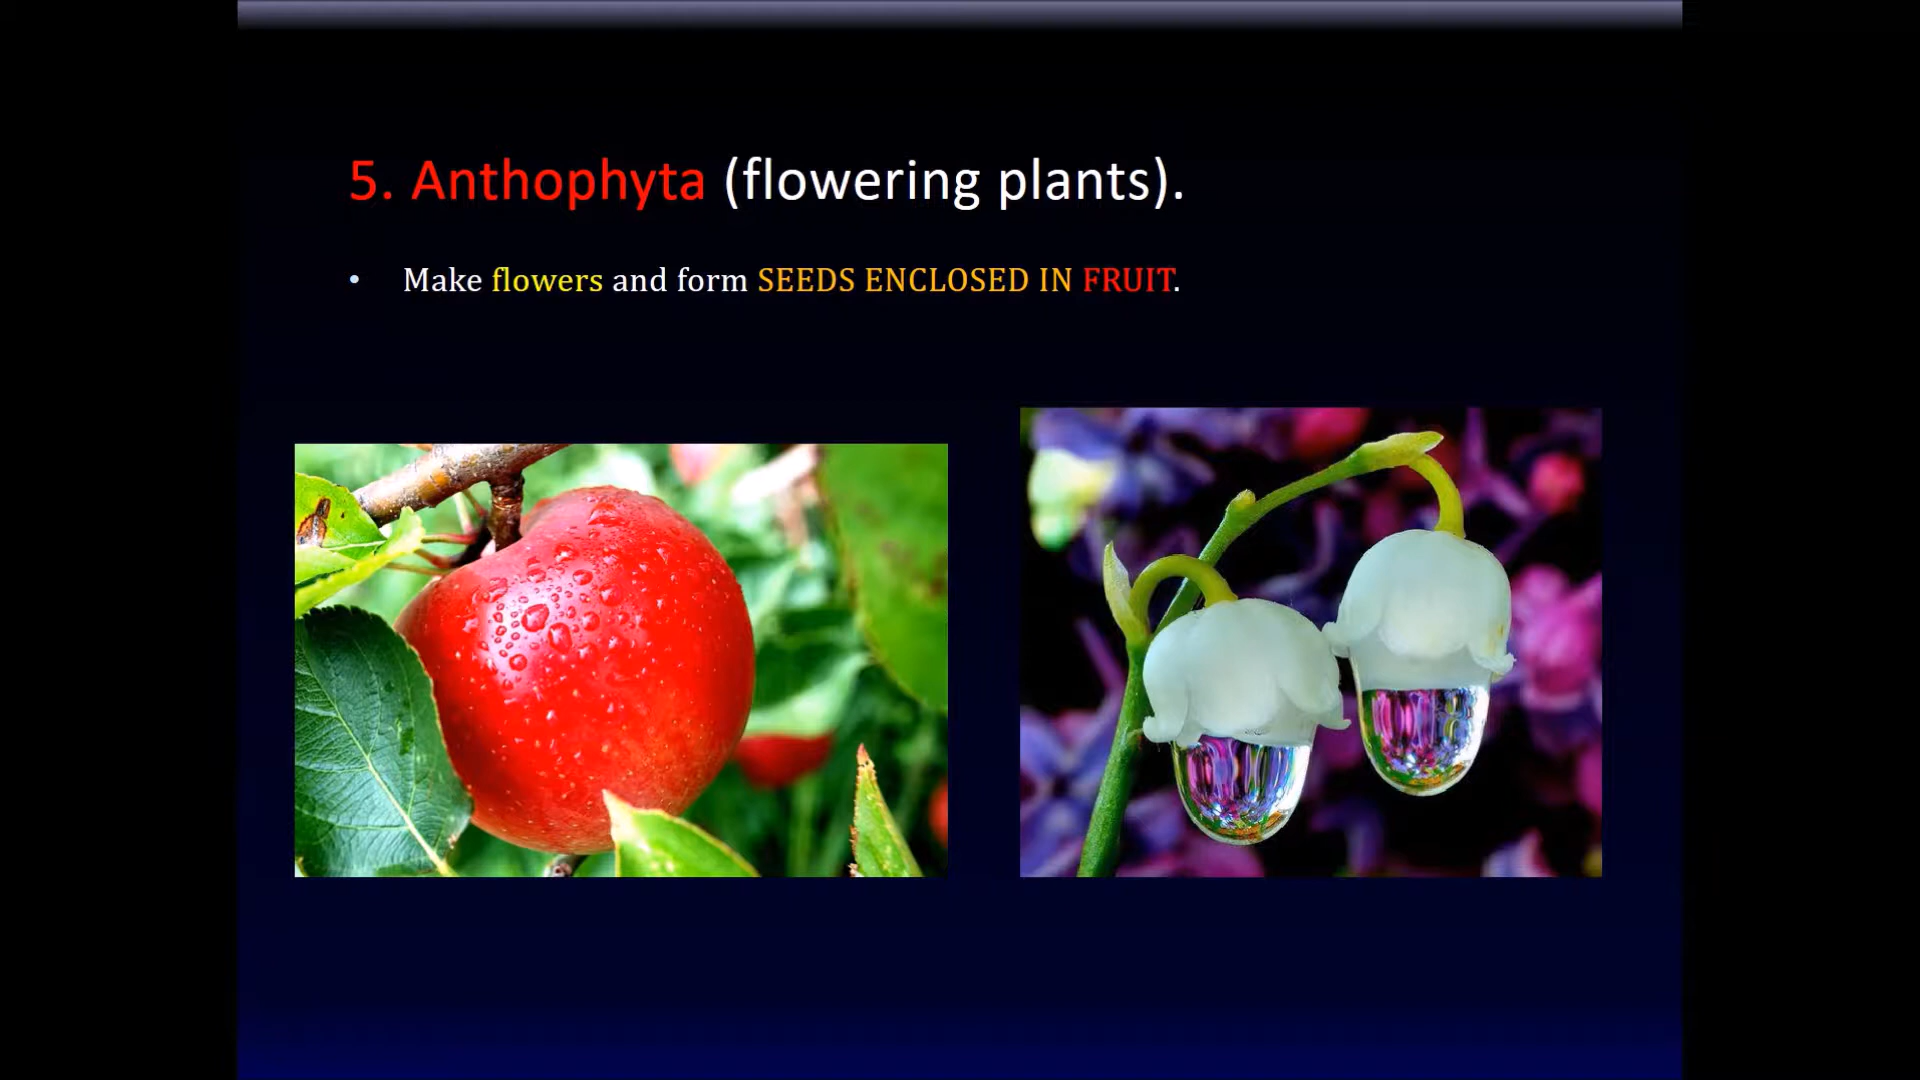 5. Anthophyta (flowering plants).
• Make flowers and form SEEDS ENCLOSED IN FRUIT.